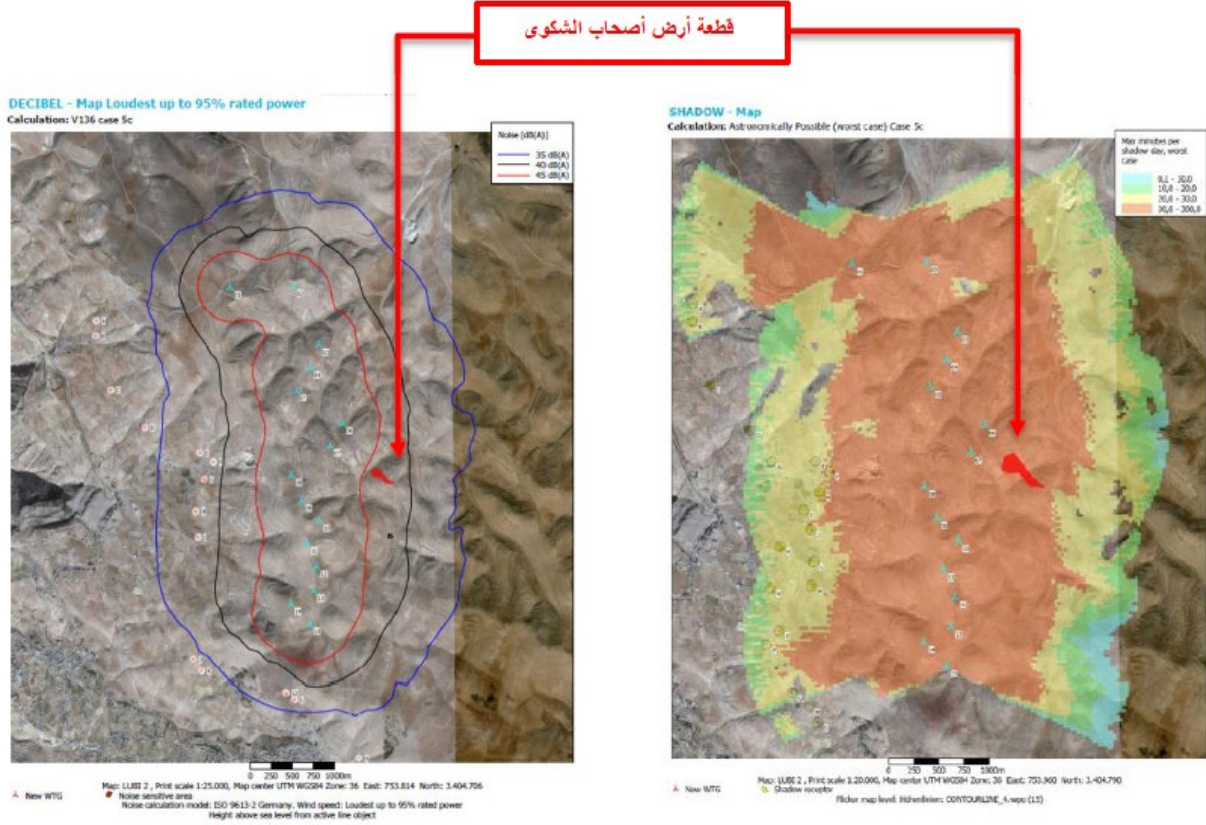 قطعة أرض أصحاب الشكوى
DECIBEL - Map Loudest up to 95% rated power
Calculation: V136 case 5c
Noise [dB(A)]
35 dB(A)
40 dB(A)
45 dB(A)
0 250 500 750 1000m
Map: LUBI 2 , Print scale 1:25.000, Map center UTM WGS84 Zone: 36 East: 753.814 North: 3.404.706
New WTG
Noise sensitive area
Noise calculation model: ISO 9613-2 Germany. Wind speed: Loudest up to 95% rated power
Height above sea level from active line object
SHADOW - Map
Calculation: Astronomically Possible (worst case) Case 5c
Max minutes per
shadow day, worst
case
10,0 - 20,0
20,0 - 30,0
30,0 - 300,0
0 250 500 750 1000m
Map: LUBI 2 , Print scale 1:20.000, Map center UTM WGS84 Zone: 36 East: 753.960 North: 3.404.790
New WTG
Shadow receptor
Flicker map level: Höhenlinien: CONTOURLINE_4.wpo